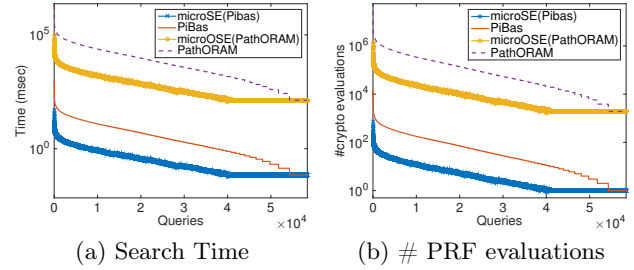 microSE(Pibas)
PiBas
microOSE(PathORAM)
PathORAM
Time (msec)
10^5
10^0
0 1 2 3 4 5
Queries
×10^4
(a) Search Time
microSE(Pibas)
PiBas
microOSE(PathORAM)
PathORAM
#crypto evaluations
10^6
10^4
10^2
10^0
0 1 2 3 4 5
Queries
×10^4
(b) # PRF evaluations